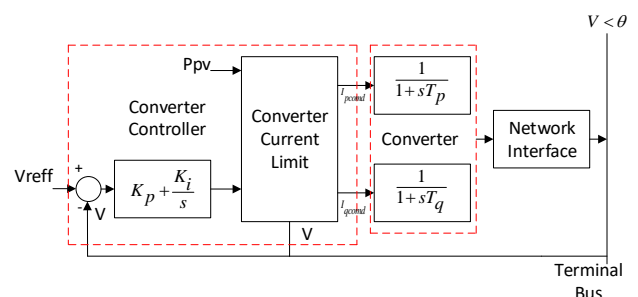 V < θ
Ppv
I_pcomd
1
1+sT_p
Converter
Controller
Converter
Current
Limit
Converter
Network
Interface
Vreff
+
-
V
K_p + K_i
s
I_qcomd
1
1+sT_q
V
Terminal
Bus